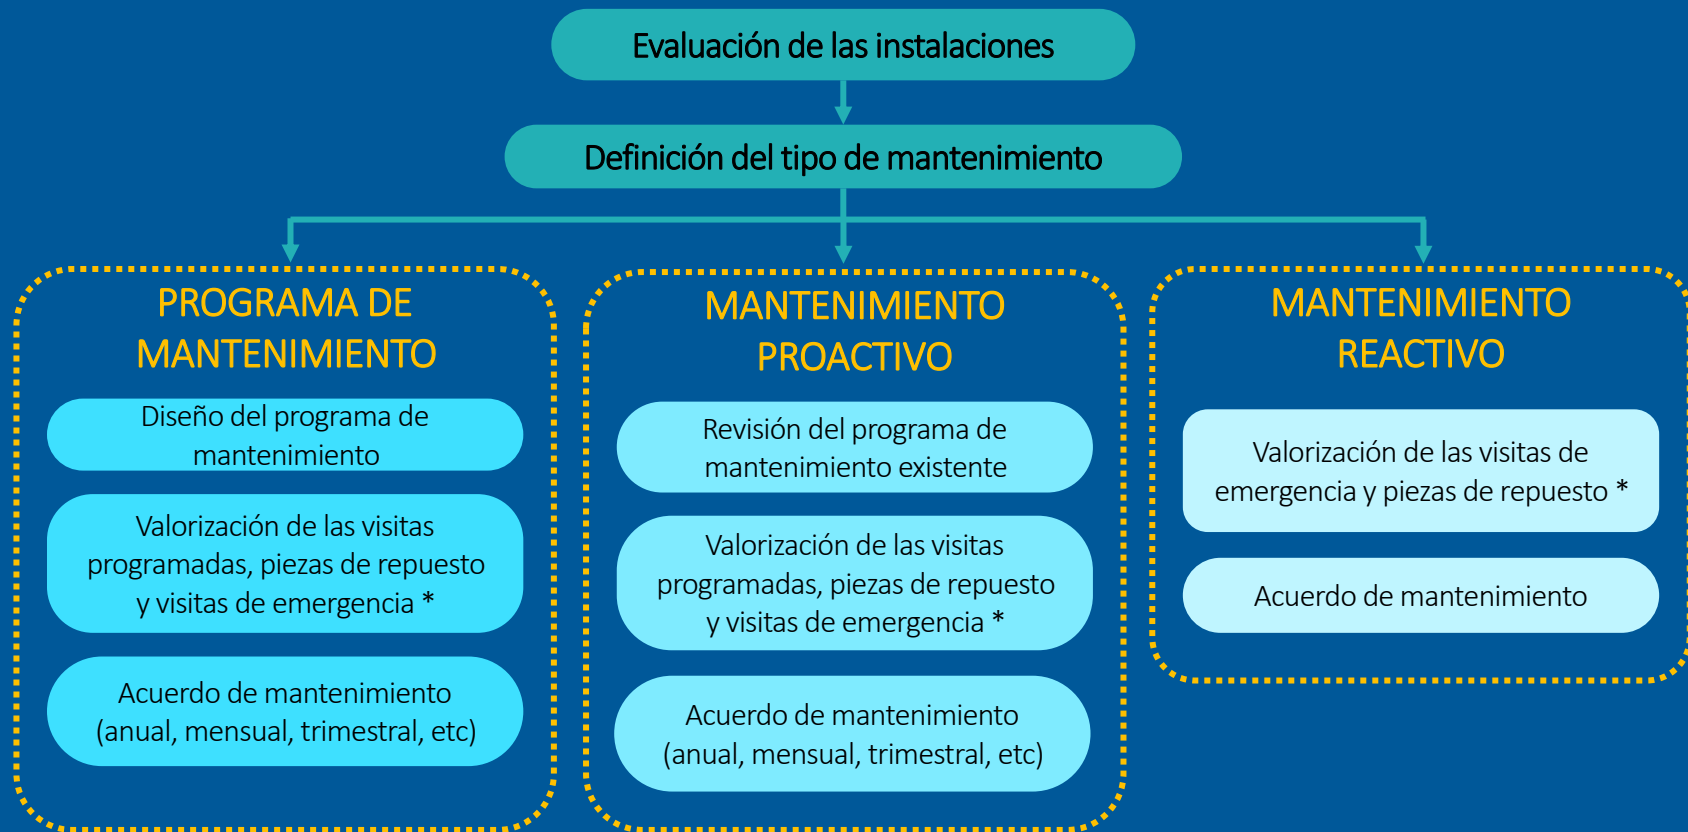 Evaluación de las instalaciones
Definición del tipo de mantenimiento
PROGRAMA DE
MANTENIMIENTO
Diseño del programa de
mantenimiento
Valorización de las visitas
programadas, piezas de repuesto
y visitas de emergencia *
Acuerdo de mantenimiento
(anual, mensual, trimestral, etc)
MANTENIMIENTO
PROACTIVO
Revisión del programa de
mantenimiento existente
Valorización de las visitas
programadas, piezas de repuesto
y visitas de emergencia *
Acuerdo de mantenimiento
(anual, mensual, trimestral, etc)
MANTENIMIENTO
REACTIVO
Valorización de las visitas de
emergencia y piezas de repuesto *
Acuerdo de mantenimiento